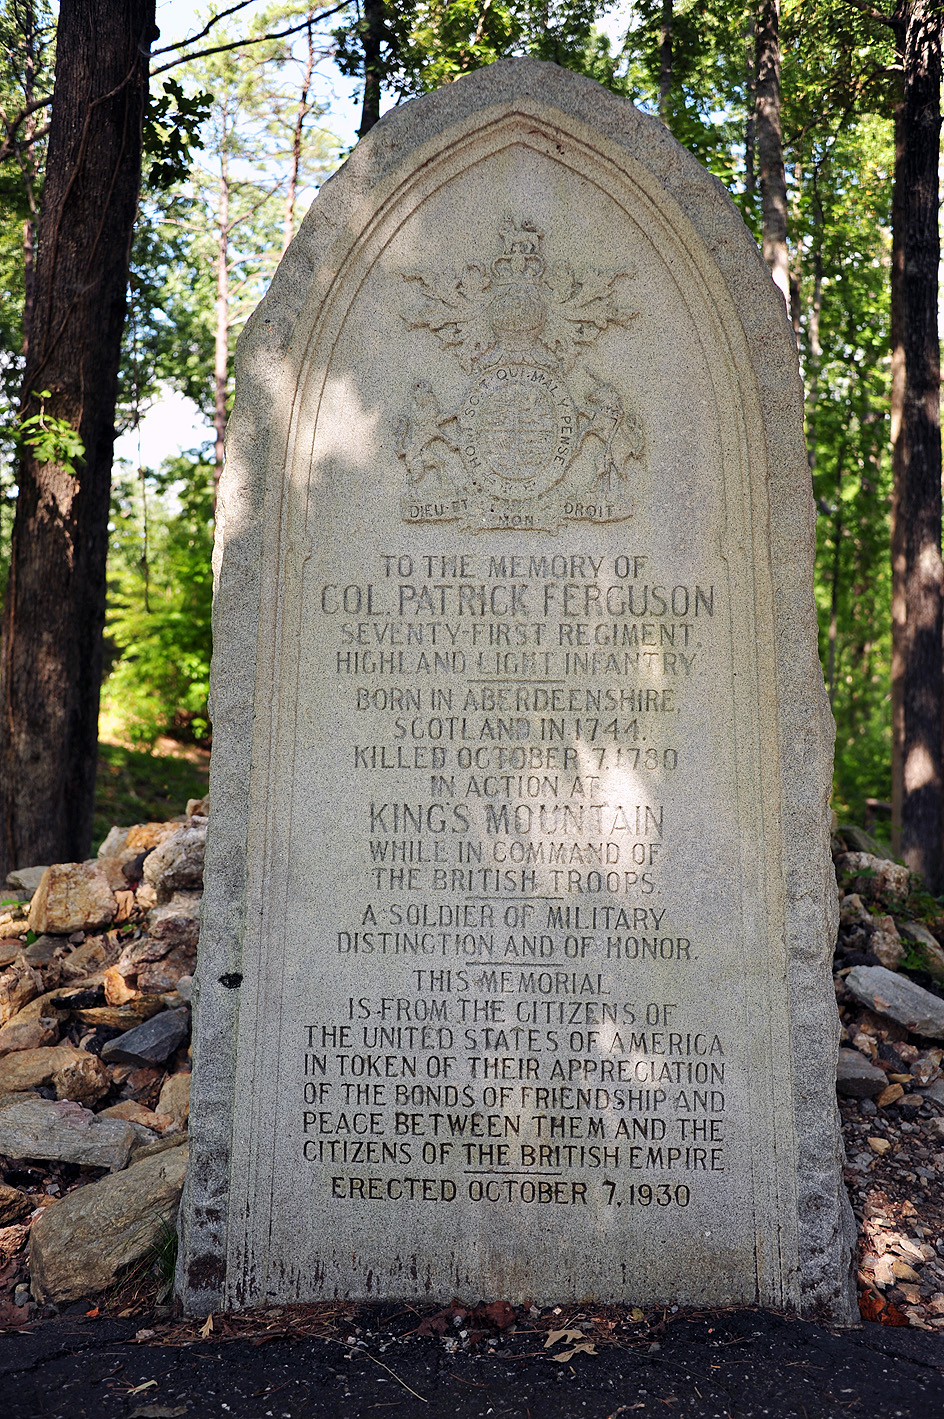 HONI·SOIT·QUI·MAL·Y·PENSE
DIEU·ET MON DROIT
TO THE MEMORY OF
COL. PATRICK FERGUSON
SEVENTY-FIRST REGIMENT.
HIGHLAND LIGHT INFANTRY.
BORN IN ABERDEENSHIRE,
SCOTLAND IN 1744.
KILLED OCTOBER 7, 1780
IN ACTION AT
KING'S MOUNTAIN
WHILE IN COMMAND OF
THE BRITISH TROOPS.
A SOLDIER OF MILITARY
DISTINCTION AND OF HONOR.
THIS MEMORIAL
IS FROM THE CITIZENS OF
THE UNITED STATES OF AMERICA
IN TOKEN OF THEIR APPRECIATION
OF THE BONDS OF FRIENDSHIP AND
PEACE BETWEEN THEM AND THE
CITIZENS OF THE BRITISH EMPIRE
ERECTED OCTOBER 7, 1930